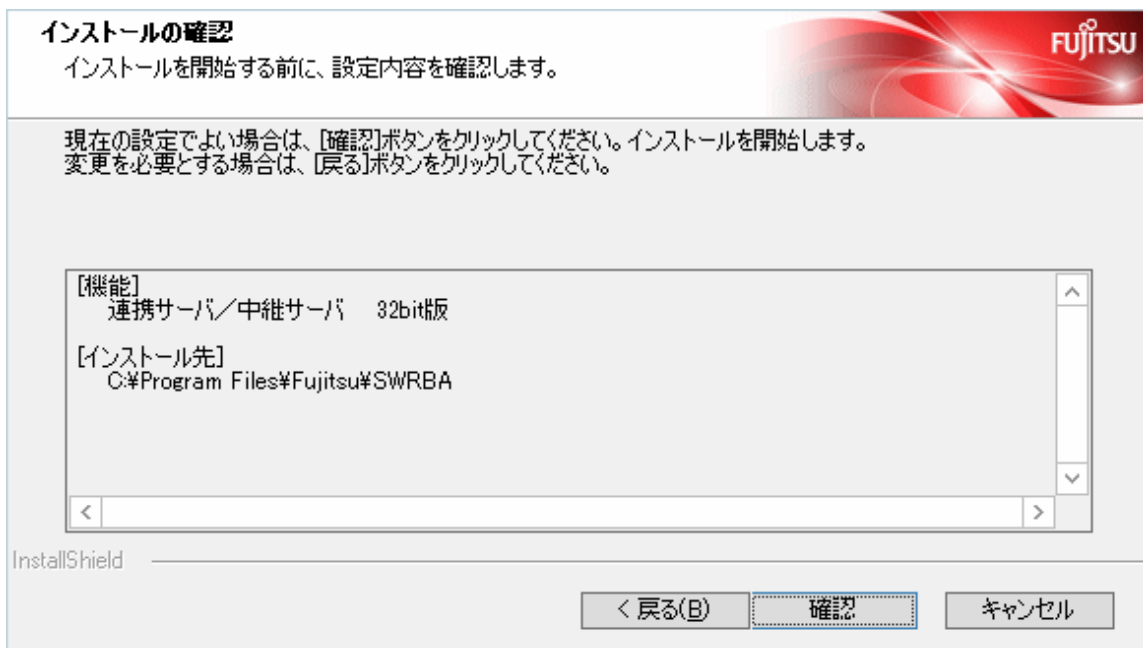 インストールの確認
FUJITSU
インストールを開始する前に、設定内容を確認します。
現在の設定でよい場合は、[確認]ボタンをクリックしてください。インストールを開始します。
変更を必要とする場合は、[戻る]ボタンをクリックしてください。
[機能]
連携サーバ／中継サーバ　32bit版
[インストール先]
C:¥Program Files¥Fujitsu¥SWRBA
InstallShield
< 戻る(B)
確認
キャンセル